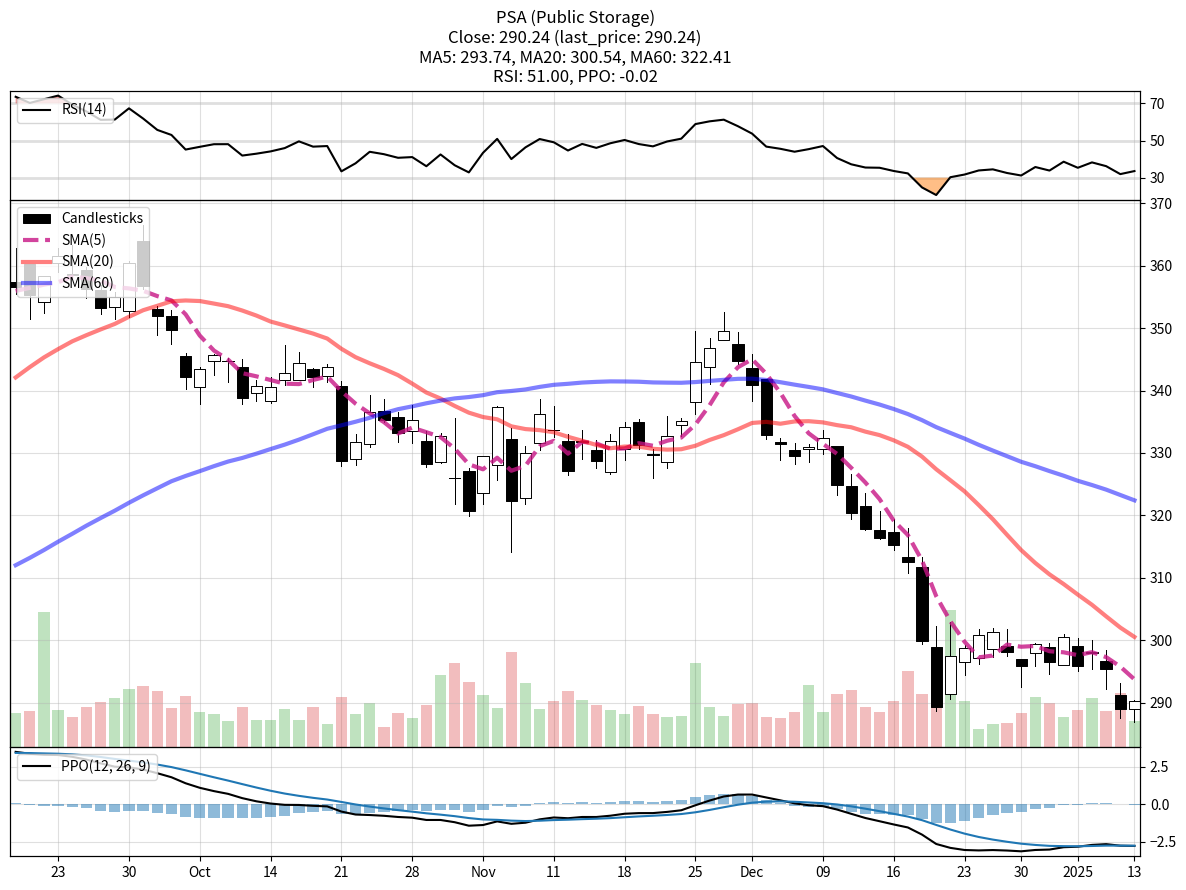 PSA (Public Storage)
Close: 290.24 (last_price: 290.24)
MA5: 293.74, MA20: 300.54, MA60: 322.41
RSI: 51.00, PPO: -0.02
RSI(14)
70
50
30
Candlesticks
SMA(5)
SMA(20)
SMA(60)
370
360
350
340
330
320
310
300
290
PPO(12, 26, 9)
2.5
0.0
−2.5
23 30 Oct 14 21 28 Nov 11 18 25 Dec 09 16 23 30 2025 13